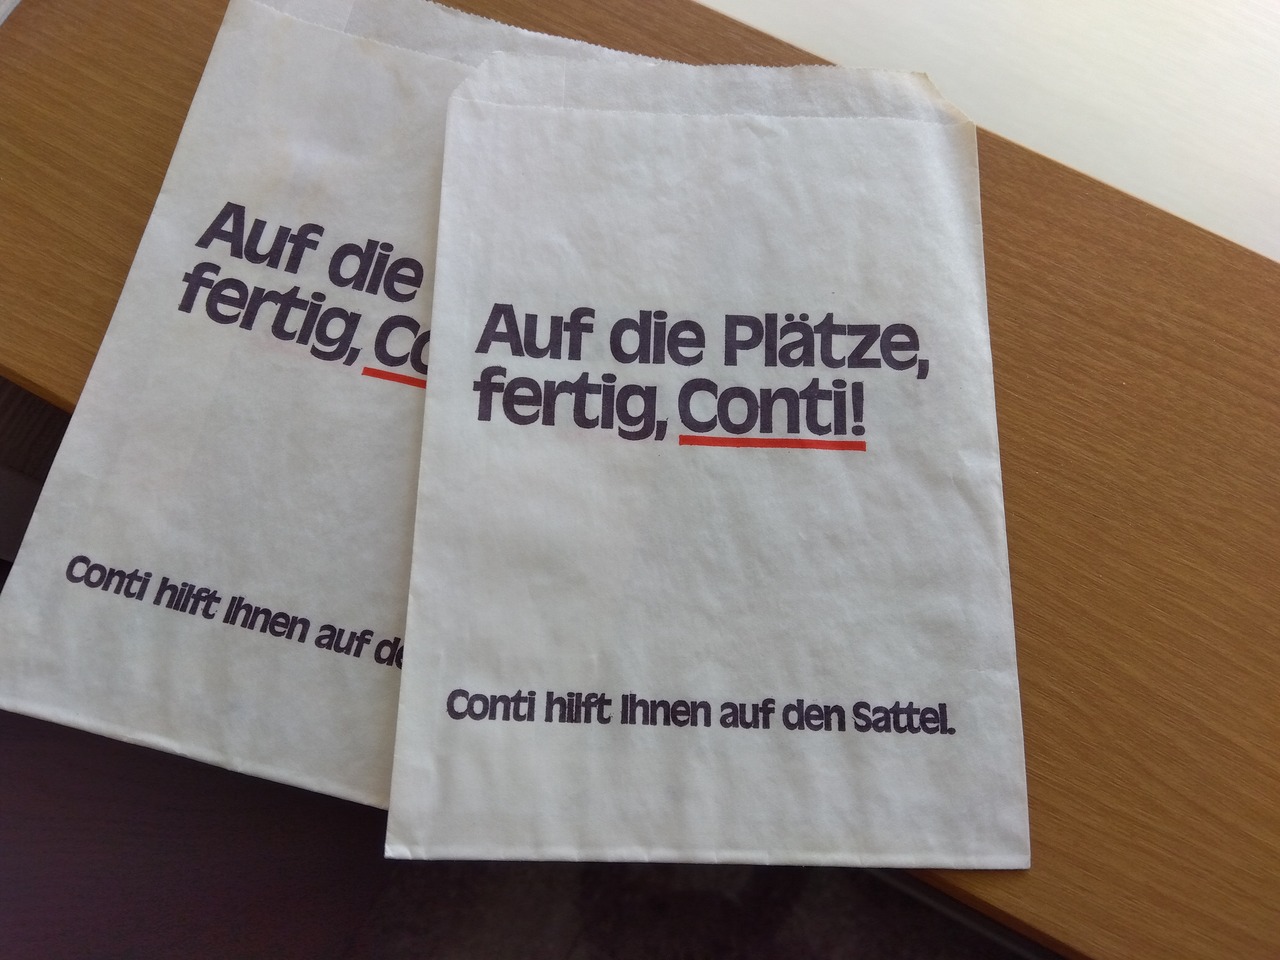 Auf die
fertig, Co
Conti hilft Ihnen auf de
Auf die Plätze,
fertig, Conti!
Conti hilft Ihnen auf den Sattel.